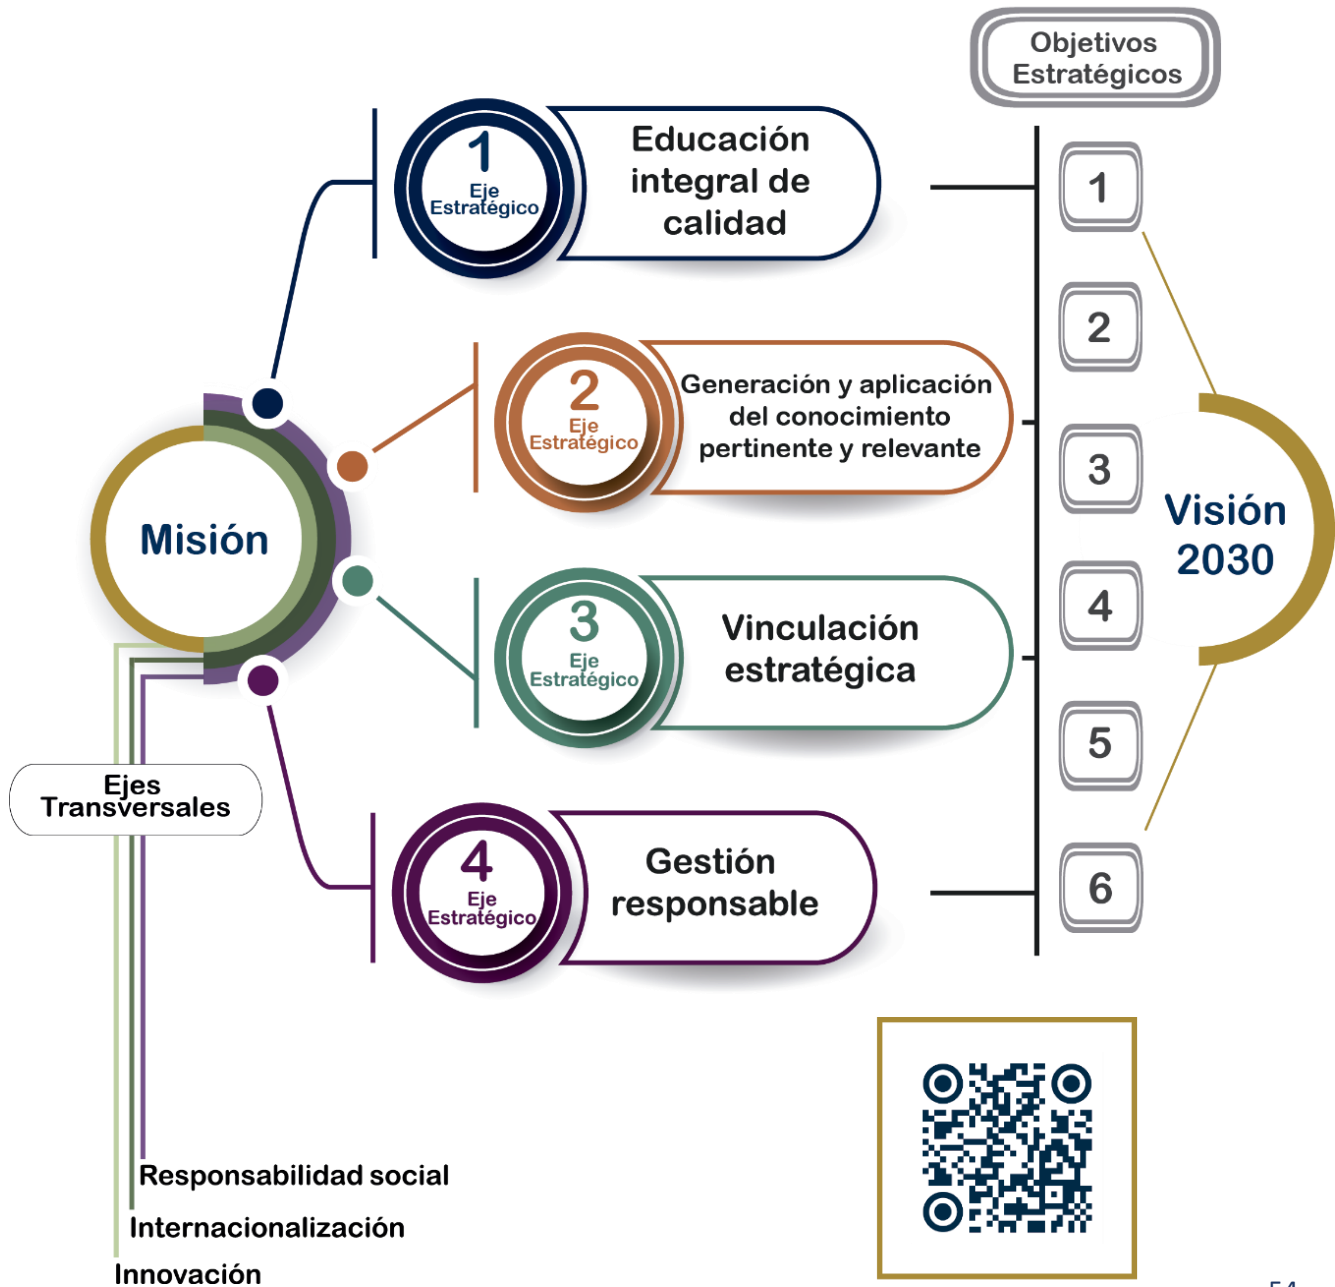 Objetivos
Estratégicos
1
Eje
Estratégico
Educación
integral de
calidad
2
Eje
Estratégico
Generación y aplicación
del conocimiento
pertinente y relevante
3
Eje
Estratégico
Vinculación
estratégica
4
Eje
Estratégico
Gestión
responsable
1
2
3
4
5
6
Misión
Visión
2030
Ejes
Transversales
Responsabilidad social
Internacionalización
Innovación
54